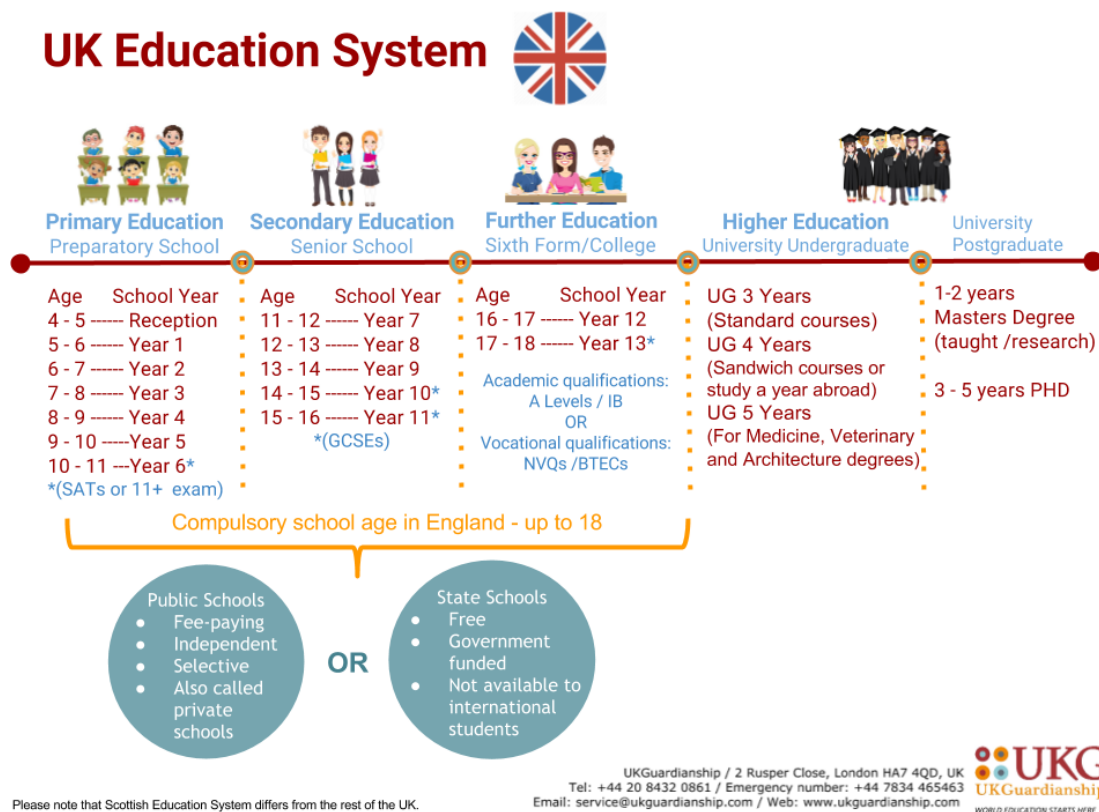 UK Education System
Primary Education
Preparatory School
Secondary Education
Senior School
Further Education
Sixth Form/College
Higher Education
University Undergraduate
University
Postgraduate
Age School Year
4 - 5 ------ Reception
5 - 6 ------ Year 1
6 - 7 ------ Year 2
7 - 8 ------ Year 3
8 - 9 ------ Year 4
9 - 10 -----Year 5
10 - 11 ---Year 6*
*(SATs or 11+ exam)
Age School Year
11 - 12 ------ Year 7
12 - 13 ------ Year 8
13 - 14 ------ Year 9
14 - 15 ------ Year 10*
15 - 16 ------ Year 11*
*(GCSEs)
Age School Year
16 - 17 ------ Year 12
17 - 18 ------ Year 13*
Academic qualifications:
A Levels / IB
OR
Vocational qualifications:
NVQs /BTECs
UG 3 Years
(Standard courses)
UG 4 Years
(Sandwich courses or
study a year abroad)
UG 5 Years
(For Medicine, Veterinary
and Architecture degrees)
1-2 years
Masters Degree
(taught /research)
3 - 5 years PHD
Compulsory school age in England - up to 18
Public Schools
● Fee-paying
● Independent
● Selective
● Also called
private
schools
OR
State Schools
● Free
● Government
funded
● Not available to
international
students
UKGuardianship / 2 Rusper Close, London HA7 4QD, UK
Tel: +44 20 8432 0861 / Emergency number: +44 7834 465463
Email: service@ukguardianship.com / Web: www.ukguardianship.com
UKG
UKGuardianship
WORLD EDUCATION STARTS HERE
Please note that Scottish Education System differs from the rest of the UK.